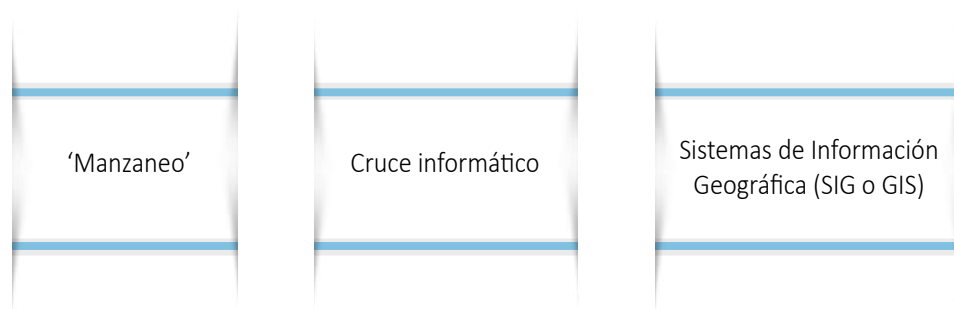 ‘Manzaneo’
Cruce informático
Sistemas de Información
Geográfica (SIG o GIS)